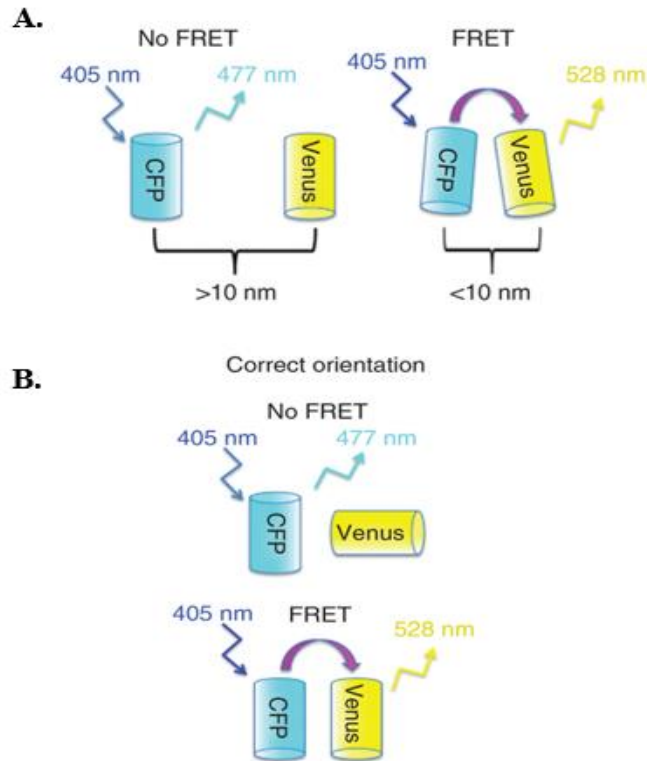 A.
No FRET
FRET
405 nm
477 nm
405 nm
528 nm
CFP
Venus
CFP
Venus
>10 nm
<10 nm
B.
Correct orientation
No FRET
405 nm
477 nm
CFP
Venus
405 nm
FRET
528 nm
CFP
Venus